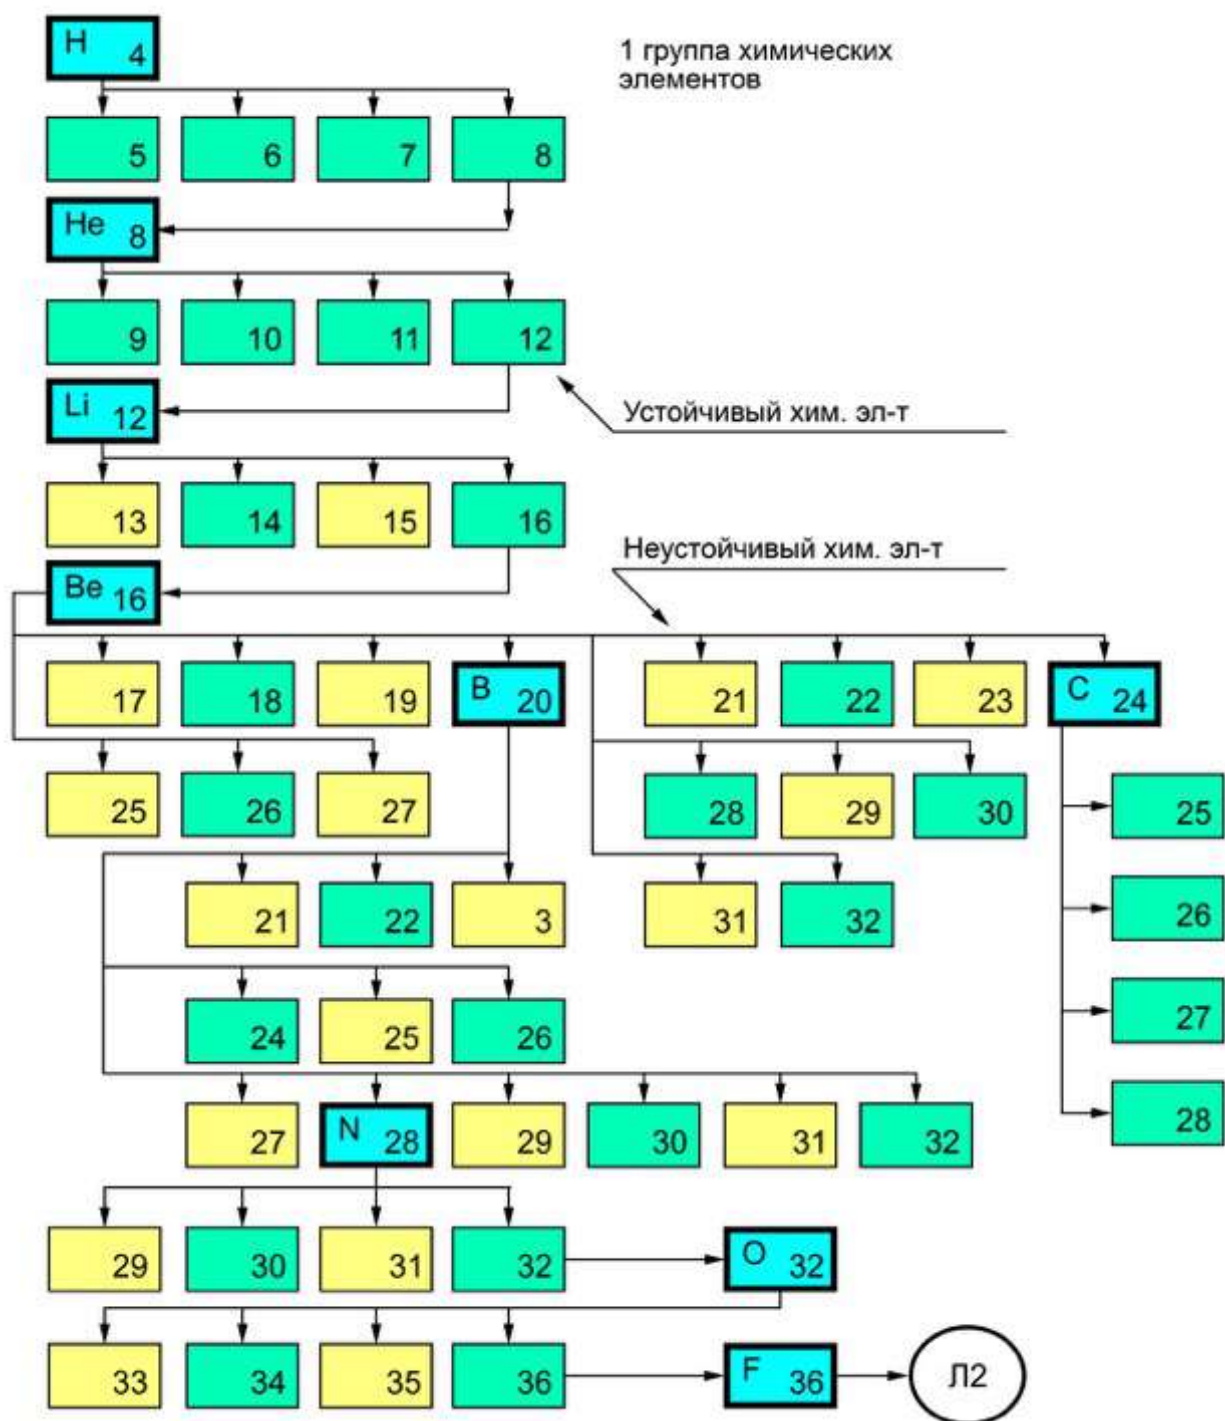 H 4
1 группа химических
элементов
5 6 7 8
He 8
9 10 11 12
Li 12
Устойчивый хим. эл-т
13 14 15 16
Неустойчивый хим. эл-т
Be 16
17 18 19 B 20 21 22 23 C 24
25 26 27 28 29 30 25
21 22 3 31 32 26
24 25 26 27
27 N 28 29 30 31 32 28
29 30 31 32 O 32
33 34 35 36 F 36 Л2